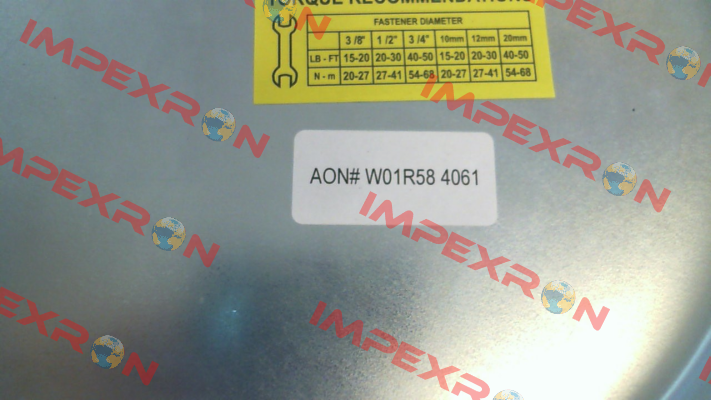 TORQUE RECOMMENDATIONS
FASTENER DIAMETER
3/8" 1/2" 3/4" 10mm 12mm 20mm
LB - FT 15-20 20-30 40-50 15-20 20-30 40-50
N - m 20-27 27-41 54-68 20-27 27-41 54-68
AON# W01R58 4061
IMPEXRON
IMPEXRON
IMPEXRON
IMPEXRON
IMPEXRON
IMPEXRON